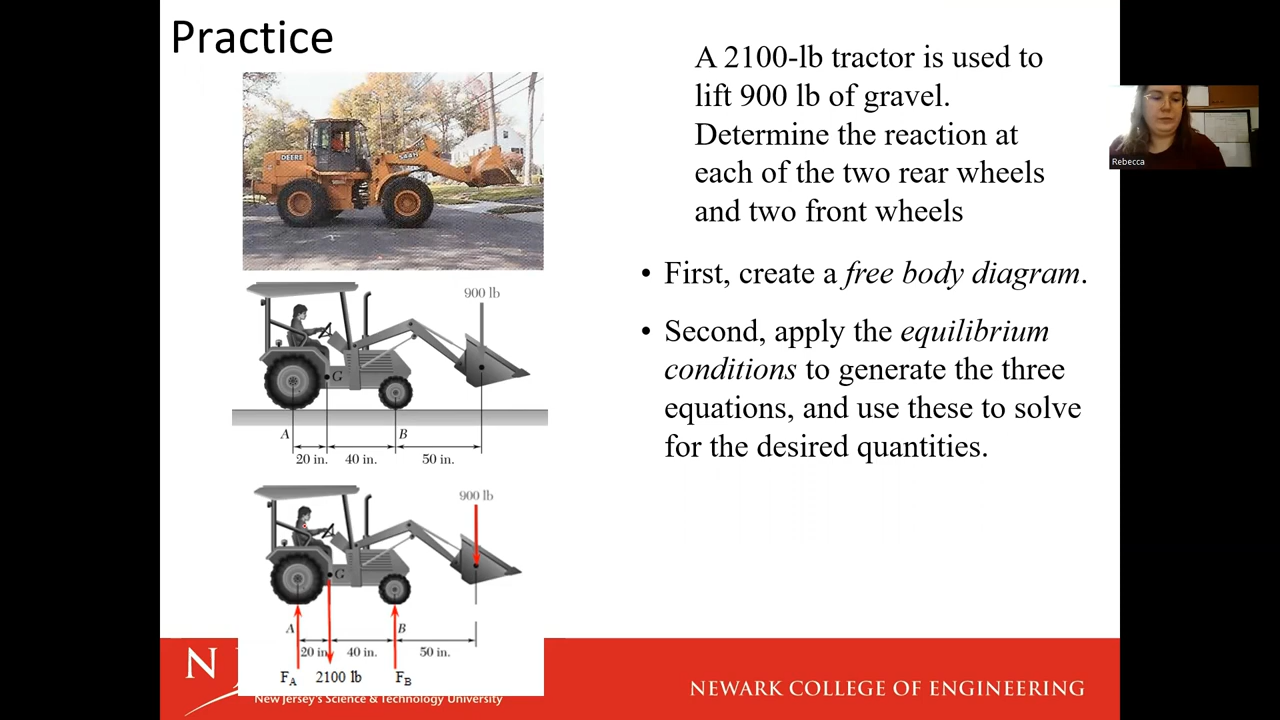 Practice
A 2100-lb tractor is used to
lift 900 lb of gravel.
Determine the reaction at
each of the two rear wheels
and two front wheels
• First, create a free body diagram.
• Second, apply the equilibrium
conditions to generate the three
equations, and use these to solve
for the desired quantities.
DEERE
544H
900 lb
G
A
B
20 in.
40 in.
50 in.
900 lb
G
A
B
20 in
40 in.
50 in.
FA
2100 lb
FB
N
New Jersey's Science & Technology University
NEWARK COLLEGE OF ENGINEERING
Rebecca